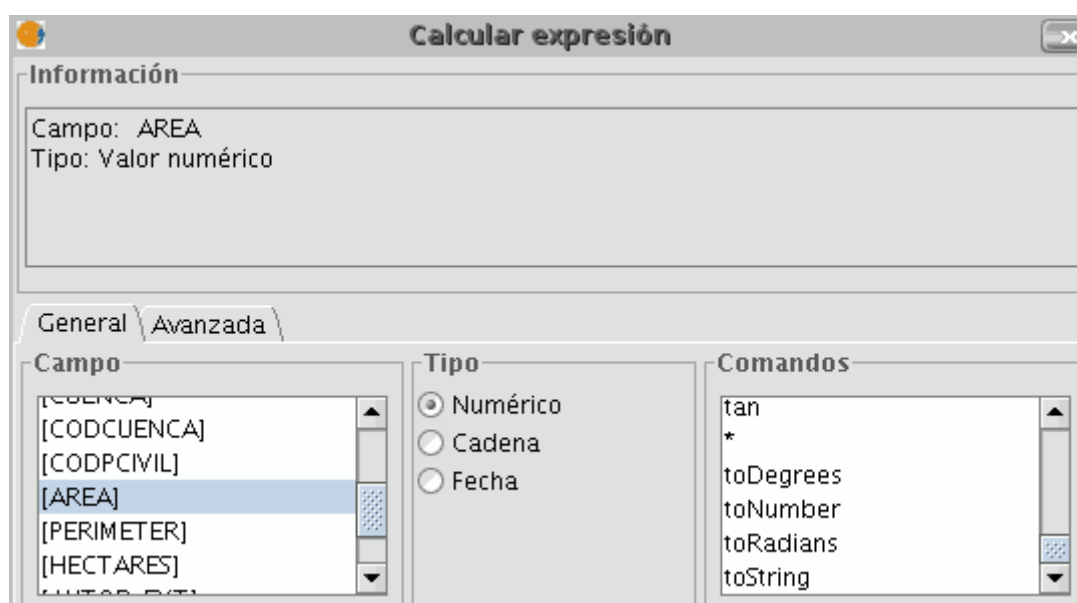 Calcular expresión
Información
Campo: AREA
Tipo: Valor numérico
General
Avanzada
Campo
[CUENCA]
[CODCUENCA]
[CODPCIVIL]
[AREA]
[PERIMETER]
[HECTARES]
Tipo
Numérico
Cadena
Fecha
Comandos
tan
*
toDegrees
toNumber
toRadians
toString